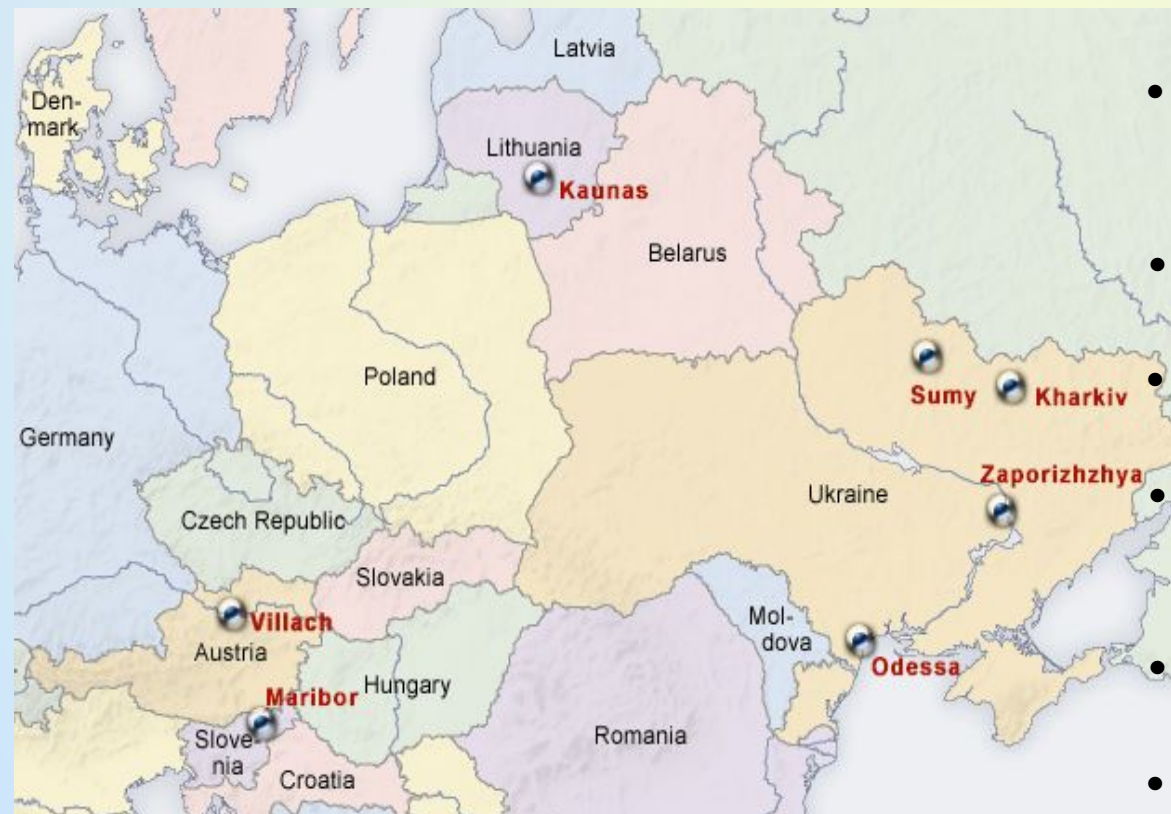 Latvia
Den-
mark
Lithuania
Kaunas
Belarus
Poland
Sumy
Kharkiv
Germany
Zaporizhzhya
Ukraine
Czech Republic
Slovakia
Villach
Mol-
dova
Austria
Odessa
Maribor
Hungary
Slove-
nia
Romania
Croatia